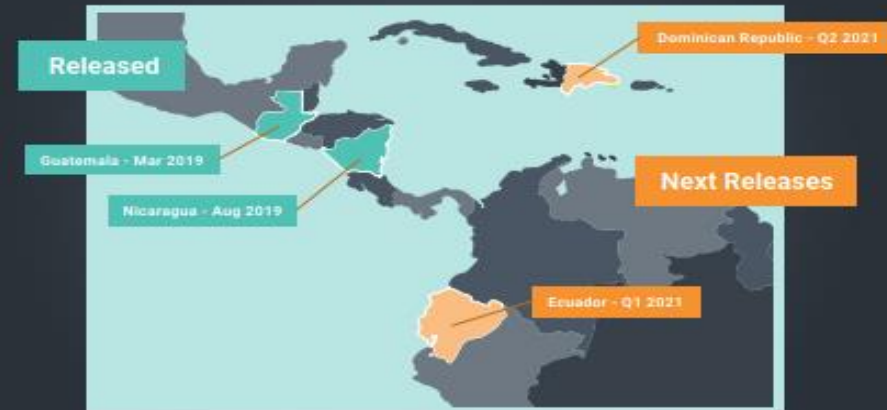 Released
Guatemala - Mar 2019
Nicaragua - Aug 2019
Dominican Republic - Q2 2021
Next Releases
Ecuador - Q1 2021